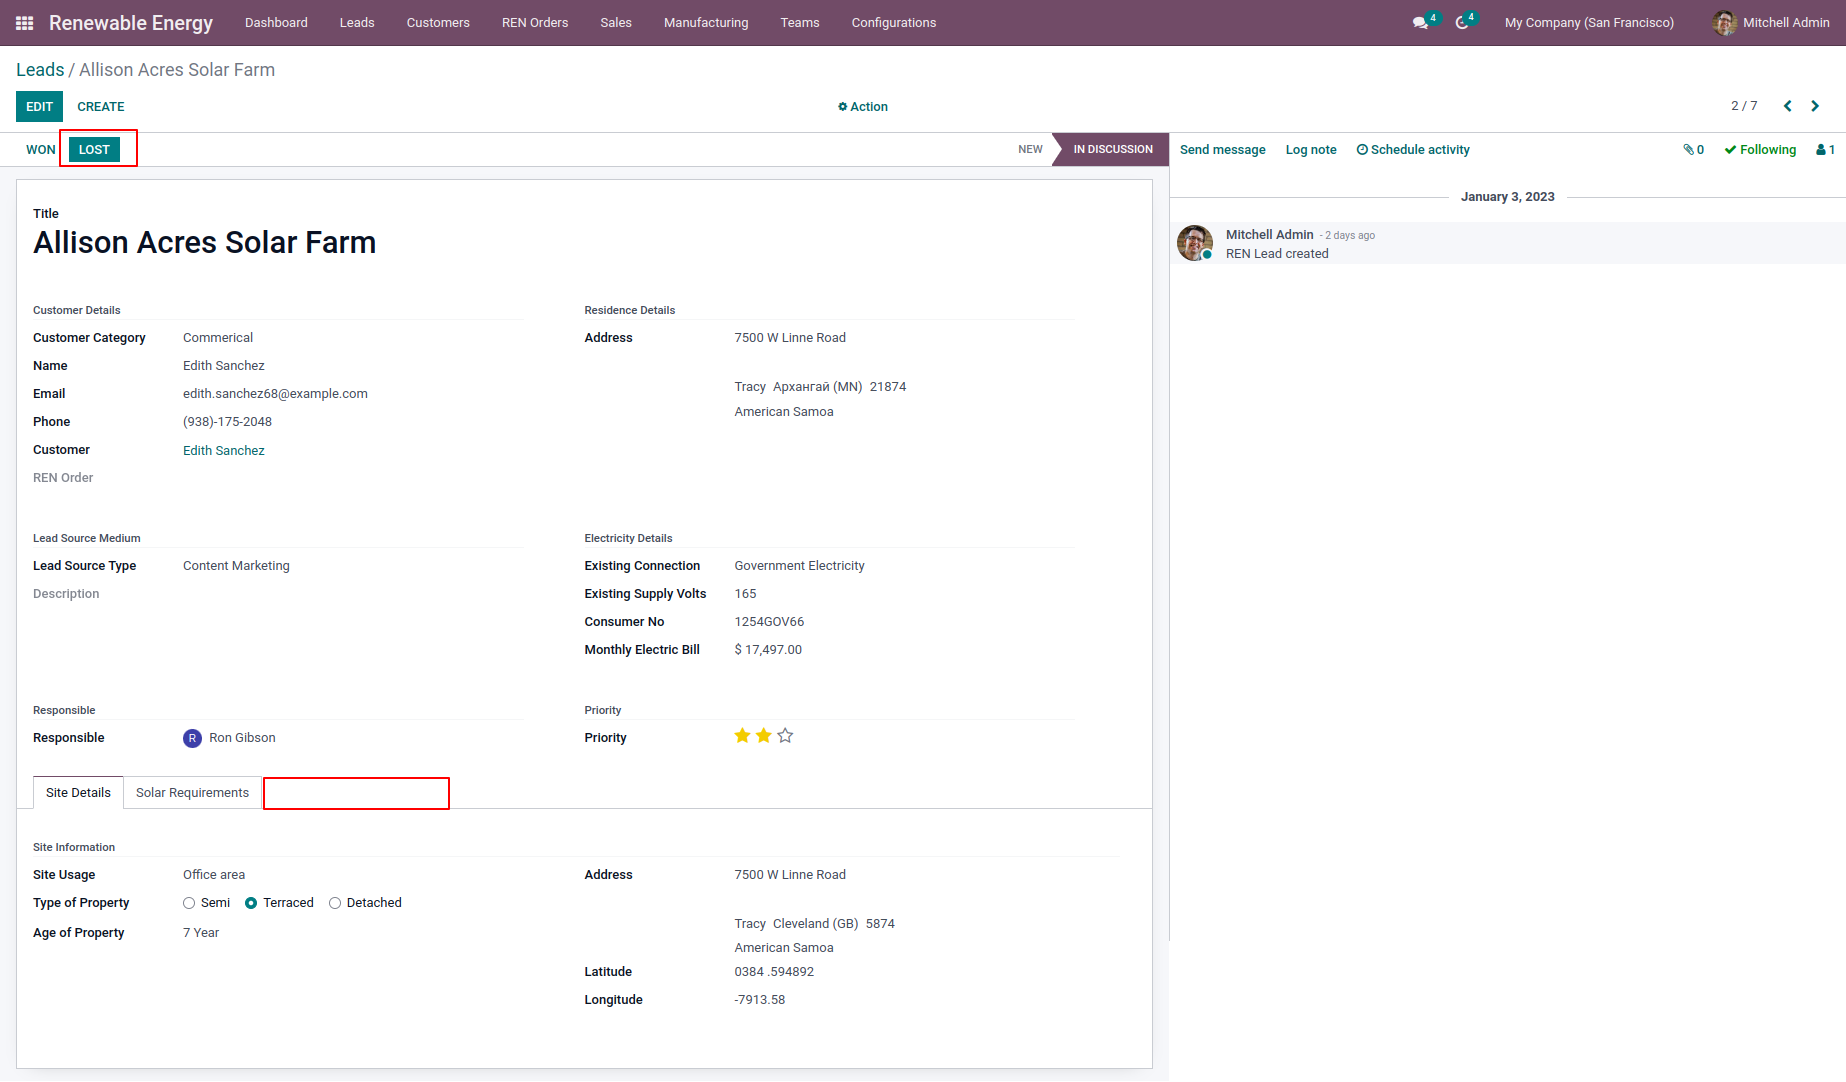 Renewable Energy Dashboard Leads Customers REN Orders Sales Manufacturing Teams Configurations 4 4 My Company (San Francisco) Mitchell Admin
Leads / Allison Acres Solar Farm
EDIT CREATE Action 2 / 7
WON LOST NEW IN DISCUSSION Send message Log note Schedule activity 0 Following 1
January 3, 2023
Mitchell Admin - 2 days ago
REN Lead created
Title
Allison Acres Solar Farm
Customer Details
Customer Category Commerical
Name Edith Sanchez
Email edith.sanchez68@example.com
Phone (938)-175-2048
Customer Edith Sanchez
REN Order
Residence Details
Address 7500 W Linne Road
Tracy Архангай (MN) 21874
American Samoa
Lead Source Medium
Lead Source Type Content Marketing
Description
Electricity Details
Existing Connection Government Electricity
Existing Supply Volts 165
Consumer No 1254GOV66
Monthly Electric Bill $ 17,497.00
Responsible
Responsible R Ron Gibson
Priority
Priority
Site Details Solar Requirements
Site Information
Site Usage Office area
Type of Property Semi Terraced Detached
Age of Property 7 Year
Address 7500 W Linne Road
Tracy Cleveland (GB) 5874
American Samoa
Latitude 0384 .594892
Longitude -7913.58